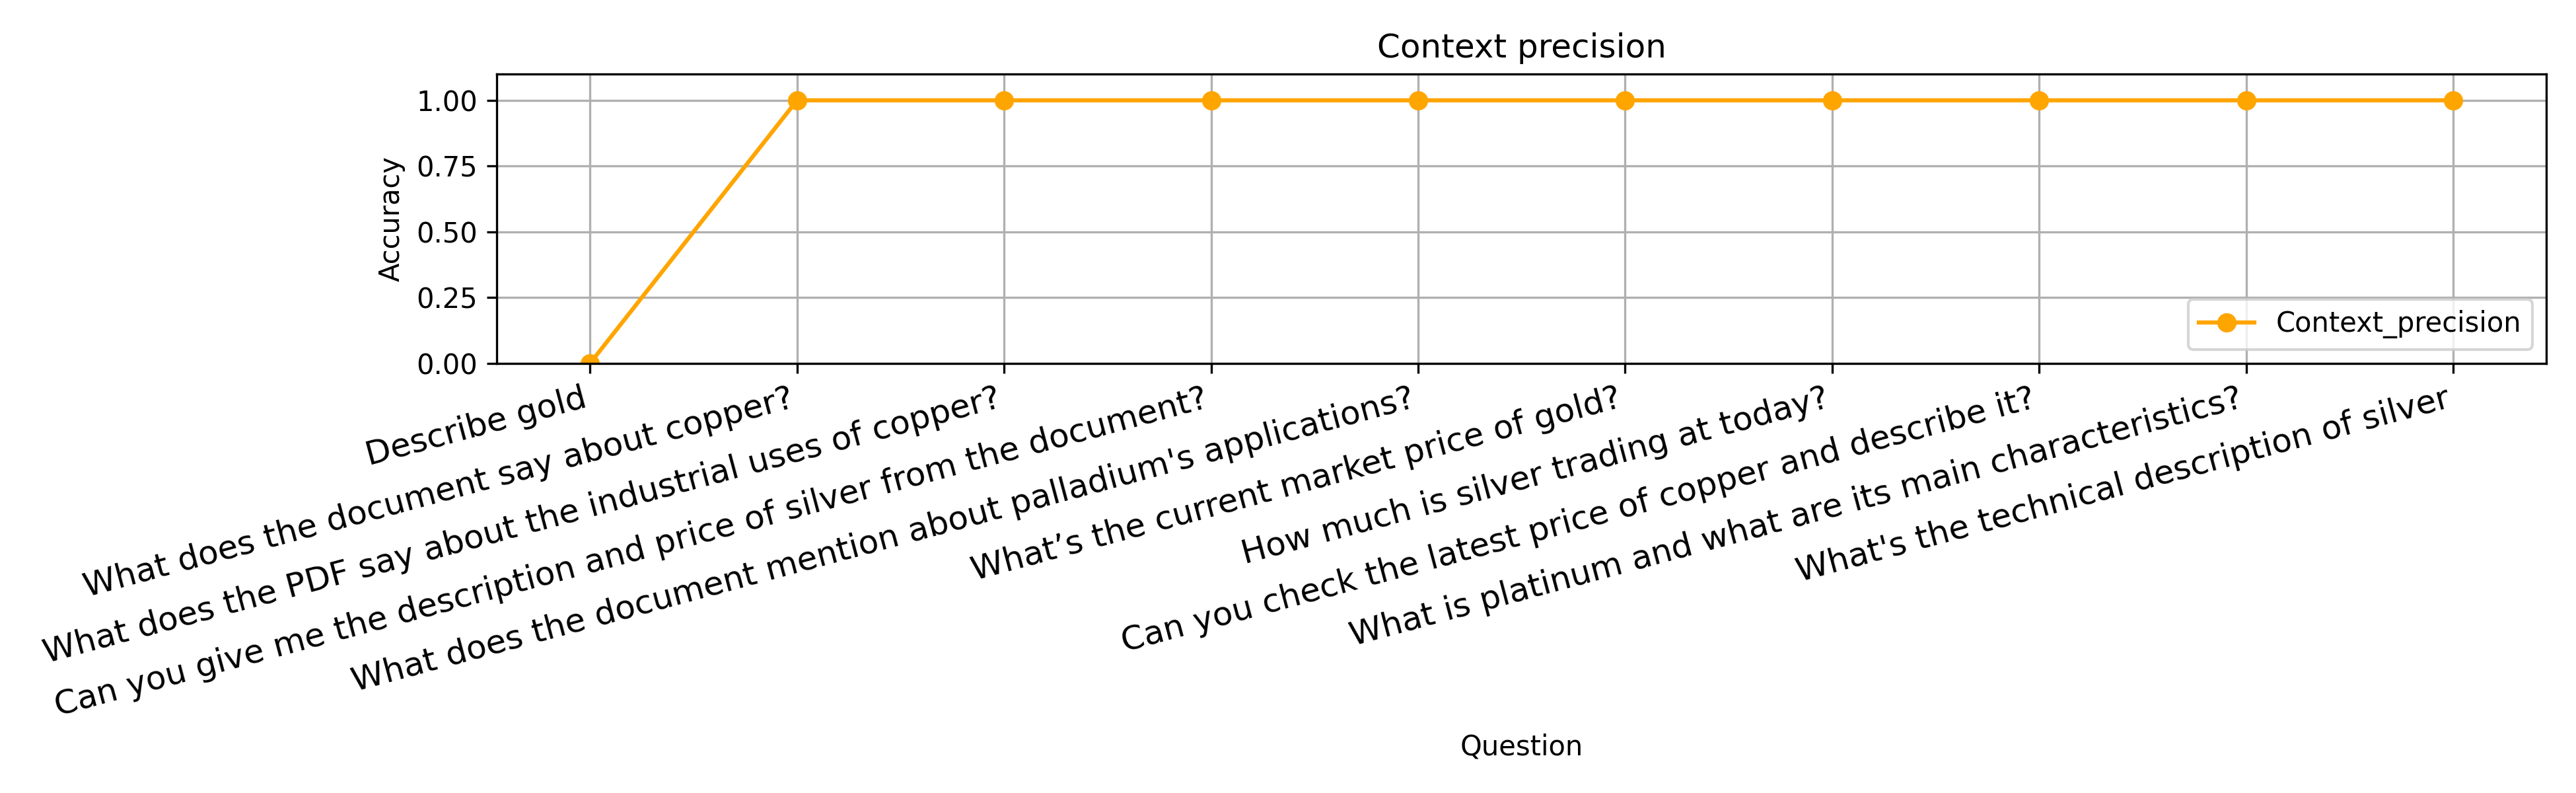 Context precision
Accuracy
1.00
0.75
0.50
0.25
0.00
Context_precision
Describe gold
What does the document say about copper?
What does the PDF say about the industrial uses of copper?
Can you give me the description and price of silver from the document?
What does the document mention about palladium's applications?
What’s the current market price of gold?
How much is silver trading at today?
Can you check the latest price of copper and describe it?
What is platinum and what are its main characteristics?
What's the technical description of silver
Question